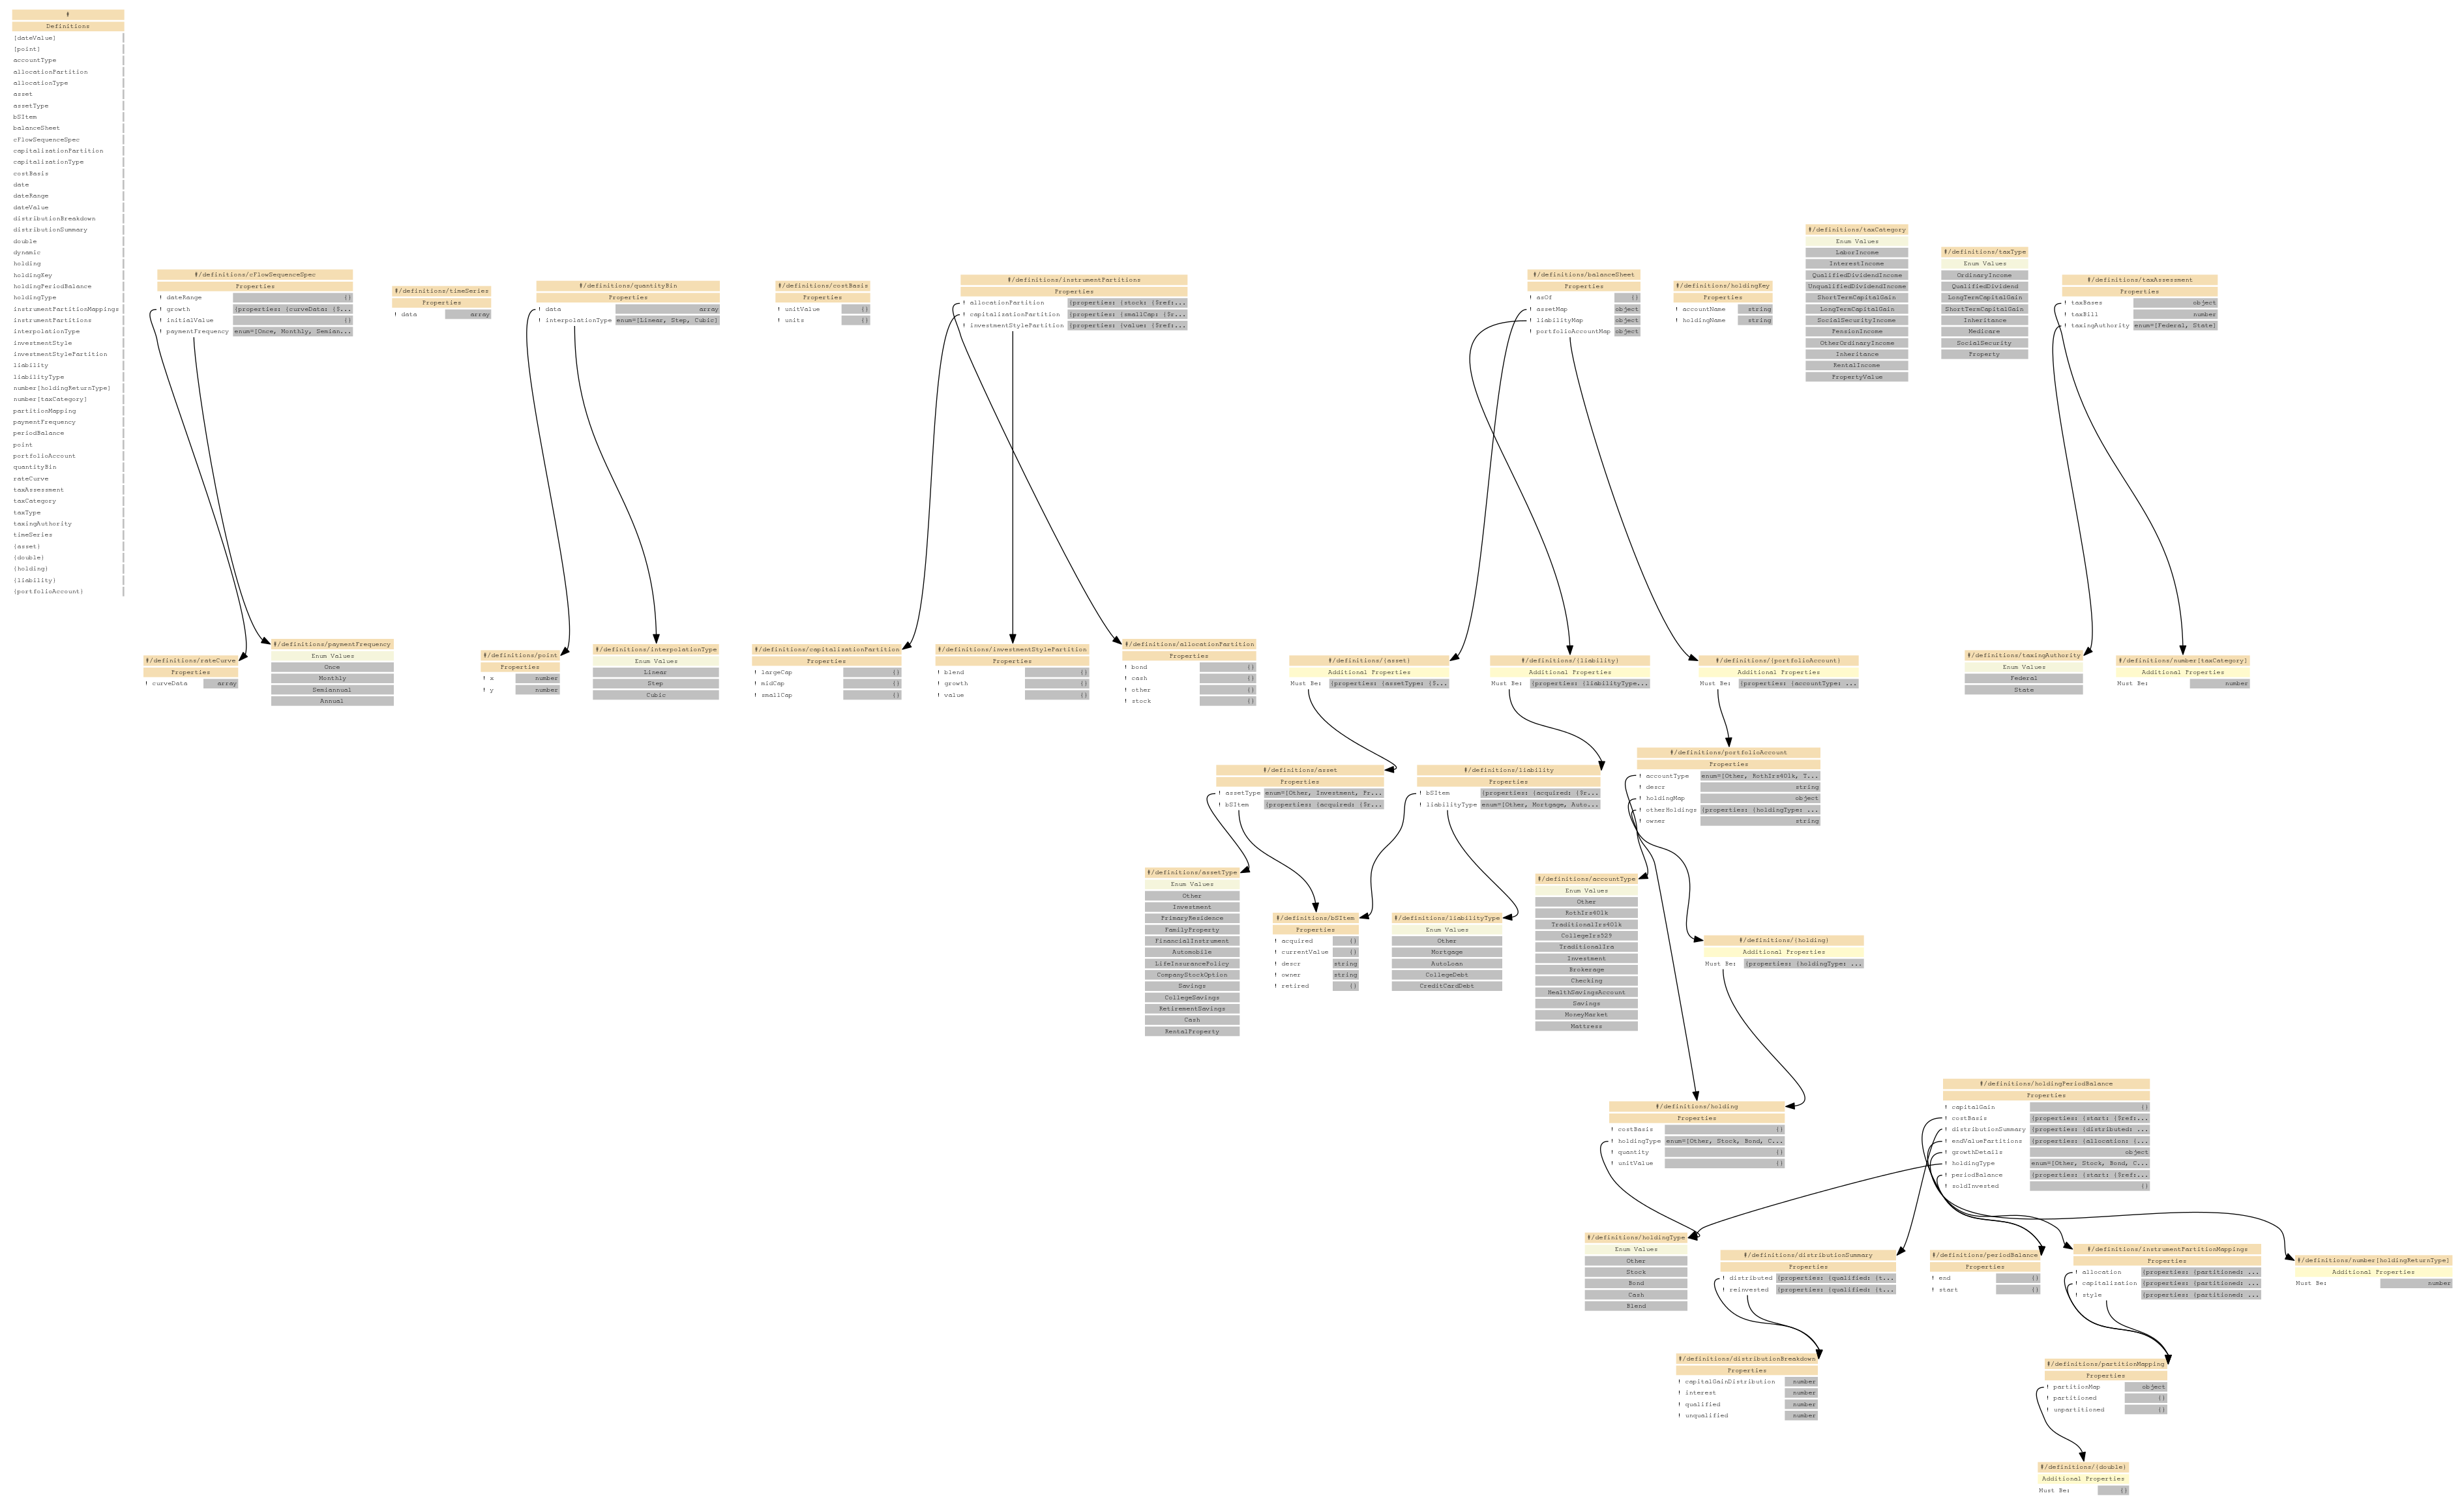 #
Definitions
[dateValue]
[point]
accountType
allocationPartition
allocationType
asset
assetType
bSItem
balanceSheet
cFlowSequenceSpec
capitalizationPartition
capitalizationType
costBasis
date
dateRange
dateValue
distributionBreakdown
distributionSummary
double
dynamic
holding
holdingKey
holdingPeriodBalance
holdingType
instrumentPartitionMappings
instrumentPartitions
interpolationType
investmentStyle
investmentStylePartition
liability
liabilityType
number[holdingReturnType]
number[taxCategory]
partitionMapping
paymentFrequency
periodBalance
point
portfolioAccount
quantityBin
rateCurve
taxAssessment
taxCategory
taxType
taxingAuthority
timeSeries
{asset}
{double}
{holding}
{liability}
{portfolioAccount}
#/definitions/cFlowSequenceSpec
Properties
! dateRange {}
! growth {properties: {curveData: {$...
! initialValue {}
! paymentFrequency enum=[Once, Monthly, Semian...
#/definitions/timeSeries
Properties
! data array
#/definitions/quantityBin
Properties
! data array
! interpolationType enum=[Linear, Step, Cubic]
#/definitions/costBasis
Properties
! unitValue {}
! units {}
#/definitions/instrumentPartitions
Properties
! allocationPartition {properties: {stock: {$ref:...
! capitalizationPartition {properties: {smallCap: {$r...
! investmentStylePartition {properties: {value: {$ref:...
#/definitions/balanceSheet
Properties
! asOf {}
! assetMap object
! liabilityMap object
! portfolioAccountMap object
#/definitions/holdingKey
Properties
! accountName string
! holdingName string
#/definitions/taxCategory
Enum Values
LaborIncome
InterestIncome
QualifiedDividendIncome
UnqualifiedDividendIncome
ShortTermCapitalGain
LongTermCapitalGain
SocialSecurityIncome
PensionIncome
OtherOrdinaryIncome
Inheritance
RentalIncome
PropertyValue
#/definitions/taxType
Enum Values
OrdinaryIncome
QualifiedDividend
LongTermCapitalGain
ShortTermCapitalGain
Inheritance
Medicare
SocialSecurity
Property
#/definitions/taxAssessment
Properties
! taxBases object
! taxBill number
! taxingAuthority enum=[Federal, State]
#/definitions/rateCurve
Properties
! curveData array
#/definitions/paymentFrequency
Enum Values
Once
Monthly
Semiannual
Annual
#/definitions/point
Properties
! x number
! y number
#/definitions/interpolationType
Enum Values
Linear
Step
Cubic
#/definitions/capitalizationPartition
Properties
! largeCap {}
! midCap {}
! smallCap {}
#/definitions/investmentStylePartition
Properties
! blend {}
! growth {}
! value {}
#/definitions/allocationPartition
Properties
! bond {}
! cash {}
! other {}
! stock {}
#/definitions/{asset}
Additional Properties
Must Be: {properties: {assetType: {$...
#/definitions/{liability}
Additional Properties
Must Be: {properties: {liabilityType...
#/definitions/{portfolioAccount}
Additional Properties
Must Be: {properties: {accountType: ...
#/definitions/taxingAuthority
Enum Values
Federal
State
#/definitions/number[taxCategory]
Additional Properties
Must Be: number
#/definitions/asset
Properties
! assetType enum=[Other, Investment, Pr...
! bSItem {properties: {acquired: {$r...
#/definitions/liability
Properties
! bSItem {properties: {acquired: {$r...
! liabilityType enum=[Other, Mortgage, Auto...
#/definitions/portfolioAccount
Properties
! accountType enum=[Other, RothIrs401k, T...
! descr string
! holdingMap object
! otherHoldings {properties: {holdingType: ...
! owner string
#/definitions/assetType
Enum Values
Other
Investment
PrimaryResidence
FamilyProperty
FinancialInstrument
Automobile
LifeInsurancePolicy
CompanyStockOption
Savings
CollegeSavings
RetirementSavings
Cash
RentalProperty
#/definitions/bSItem
Properties
! acquired {}
! currentValue {}
! descr string
! owner string
! retired {}
#/definitions/liabilityType
Enum Values
Other
Mortgage
AutoLoan
CollegeDebt
CreditCardDebt
#/definitions/accountType
Enum Values
Other
RothIrs401k
TraditionalIrs401k
CollegeIrs529
TraditionalIra
Investment
Brokerage
Checking
HealthSavingsAccount
Savings
MoneyMarket
Mattress
#/definitions/{holding}
Additional Properties
Must Be: {properties: {holdingType: ...
#/definitions/holding
Properties
! costBasis {}
! holdingType enum=[Other, Stock, Bond, C...
! quantity {}
! unitValue {}
#/definitions/holdingPeriodBalance
Properties
! capitalGain {}
! costBasis {properties: {start: {$ref:...
! distributionSummary {properties: {distributed: ...
! endValuePartitions {properties: {allocation: {...
! growthDetails object
! holdingType enum=[Other, Stock, Bond, C...
! periodBalance {properties: {start: {$ref:...
! soldInvested {}
#/definitions/holdingType
Enum Values
Other
Stock
Bond
Cash
Blend
#/definitions/distributionSummary
Properties
! distributed {properties: {qualified: {t...
! reinvested {properties: {qualified: {t...
#/definitions/periodBalance
Properties
! end {}
! start {}
#/definitions/instrumentPartitionMappings
Properties
! allocation {properties: {partitioned: ...
! capitalization {properties: {partitioned: ...
! style {properties: {partitioned: ...
#/definitions/number[holdingReturnType]
Additional Properties
Must Be: number
#/definitions/distributionBreakdown
Properties
! capitalGainDistribution number
! interest number
! qualified number
! unqualified number
#/definitions/partitionMapping
Properties
! partitionMap object
! partitioned {}
! unpartitioned {}
#/definitions/{double}
Additional Properties
Must Be: {}